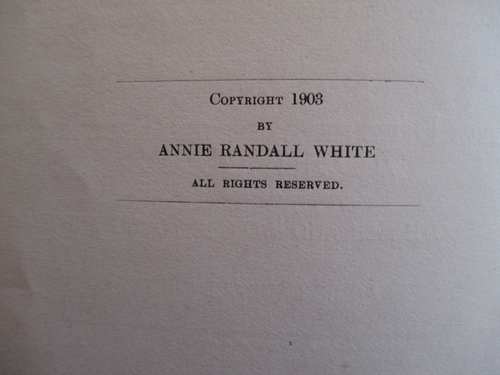 COPYRIGHT 1903
BY
ANNIE RANDALL WHITE
ALL RIGHTS RESERVED.